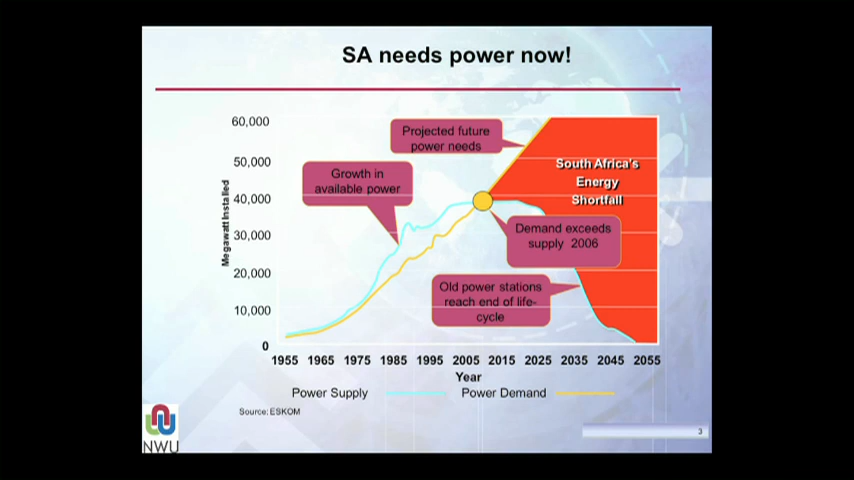 SA needs power now!
60,000
50,000
40,000
30,000
20,000
10,000
0
Megawatt Installed
Projected future
power needs
Growth in
available power
South Africa's
Energy
Shortfall
Demand exceeds
supply 2006
Old power stations
reach end of life-
cycle
1955 1965 1975 1985 1995 2005 2015 2025 2035 2045 2055
Year
Power Supply Power Demand
Source: ESKOM
NWU
3